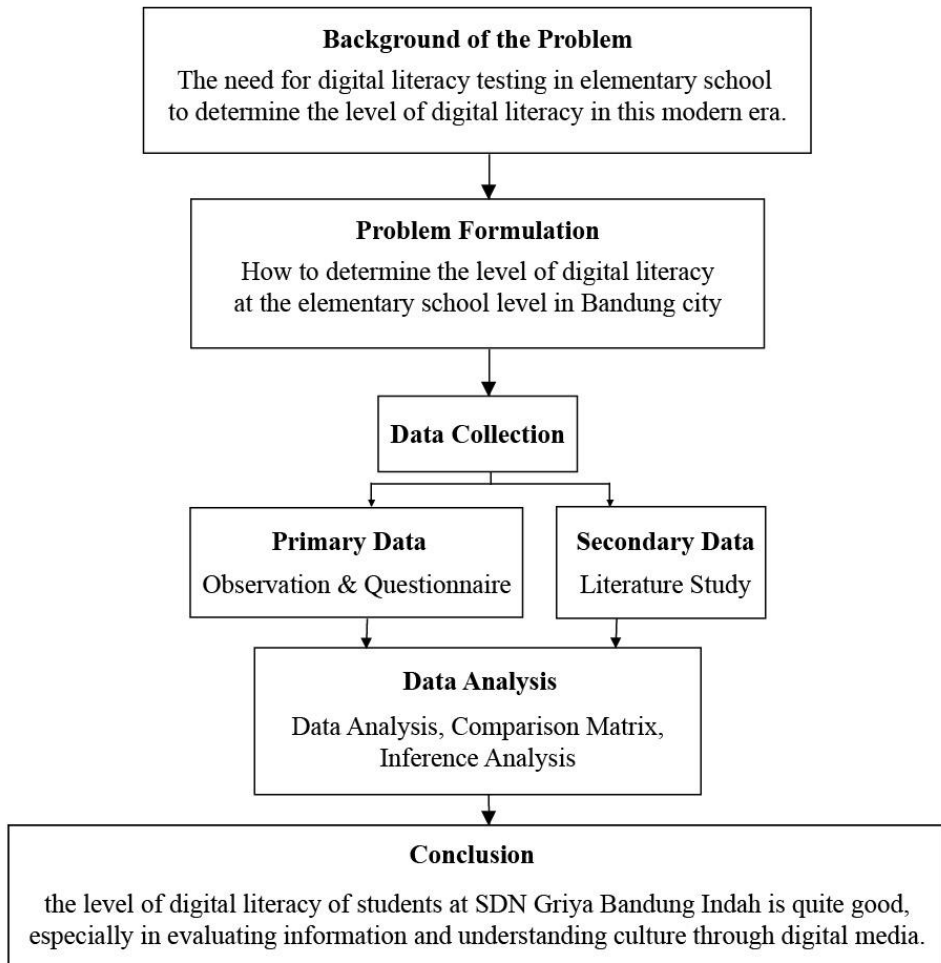 Background of the Problem
The need for digital literacy testing in elementary school
to determine the level of digital literacy in this modern era.
Problem Formulation
How to determine the level of digital literacy
at the elementary school level in Bandung city
Data Collection
Primary Data
Observation & Questionnaire
Secondary Data
Literature Study
Data Analysis
Data Analysis, Comparison Matrix,
Inference Analysis
Conclusion
the level of digital literacy of students at SDN Griya Bandung Indah is quite good,
especially in evaluating information and understanding culture through digital media.